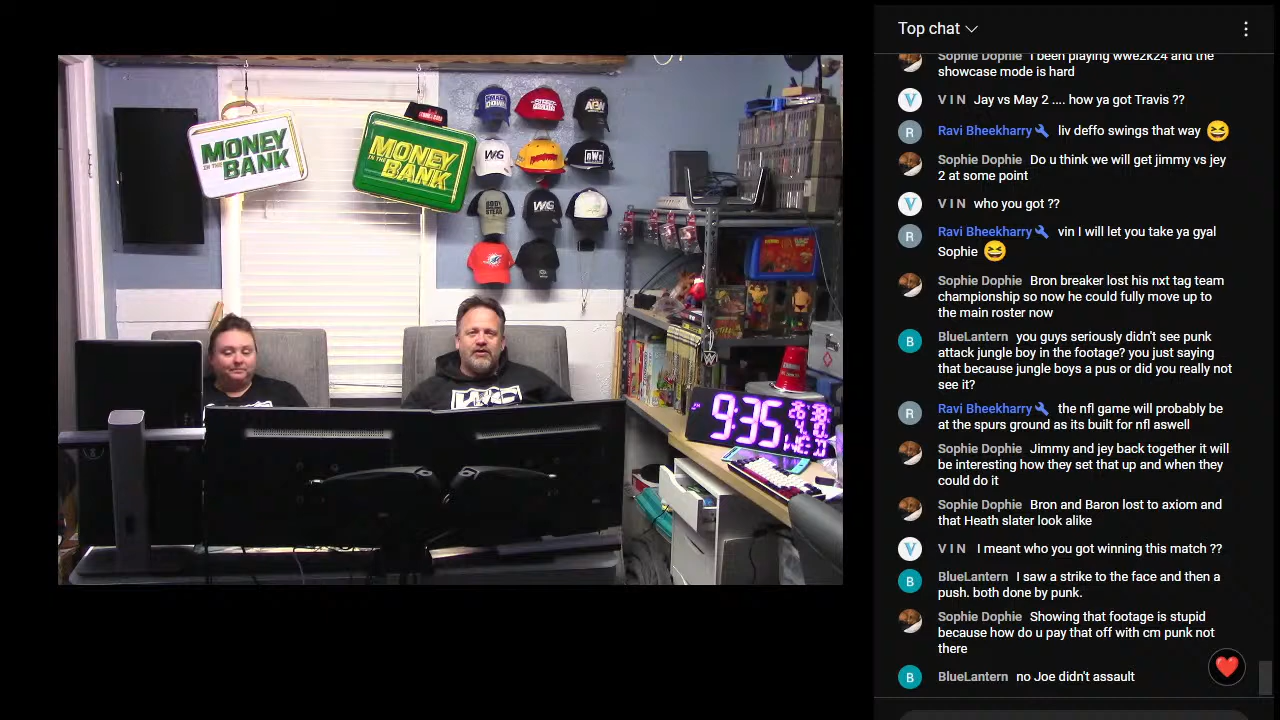 Top chat
Sophie Dophie I been playing wwe2k24 and the
showcase mode is hard
V I N Jay vs May 2 .... how ya got Travis ??
Ravi Bheekharry liv deffo swings that way
Sophie Dophie Do u think we will get jimmy vs jey
2 at some point
V I N who you got ??
Ravi Bheekharry vin I will let you take ya gyal
Sophie
Sophie Dophie Bron breaker lost his nxt tag team
championship so now he could fully move up to
the main roster now
BlueLantern you guys seriously didn't see punk
attack jungle boy in the footage? you just saying
that because jungle boys a pus or did you really not
see it?
Ravi Bheekharry the nfl game will probably be
at the spurs ground as its built for nfl aswell
Sophie Dophie Jimmy and jey back together it will
be interesting how they set that up and when they
could do it
Sophie Dophie Bron and Baron lost to axiom and
that Heath slater look alike
V I N I meant who you got winning this match ??
BlueLantern I saw a strike to the face and then a
push. both done by punk.
Sophie Dophie Showing that footage is stupid
because how do u pay that off with cm punk not
there
BlueLantern no Joe didn't assault
MONEY
IN THE
BANK
MONEY
IN THE
BANK
nWo
9:35